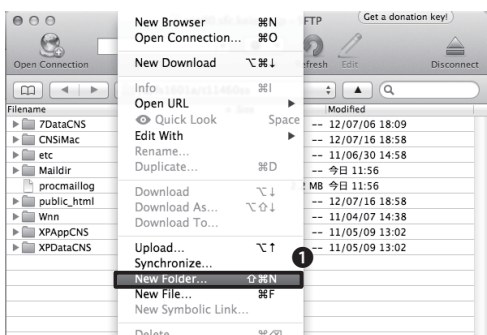 New Browser ⌘N
FTP
Get a donation key!
Open Connection... ⌘O
Open Connection
New Download ⌥⌘↓
Refresh
Edit
Disconnect
Info ⌘I
Open URL ▶
Filename
Modified
Quick Look Space
7DataCNS -- 12/07/06 18:09
Edit With ▶
CNSiMac -- 12/07/16 18:58
Rename...
etc -- 11/06/30 14:58
Duplicate... ⌘D
Maildir -- 今日 11:56
procmaillog MB 今日 11:56
Download ⌥↓
public_html -- 12/07/16 18:58
Download As... ⌥⇧↓
Wnn -- 11/04/07 14:38
Download To...
XPAppCNS -- 11/05/09 13:02
XPDataCNS -- 11/05/09 13:02
Upload... ⌥↑
Synchronize...
1
New Folder... ⇧⌘N
New File... ⌘F
New Symbolic Link...
Delete ⌘⌫